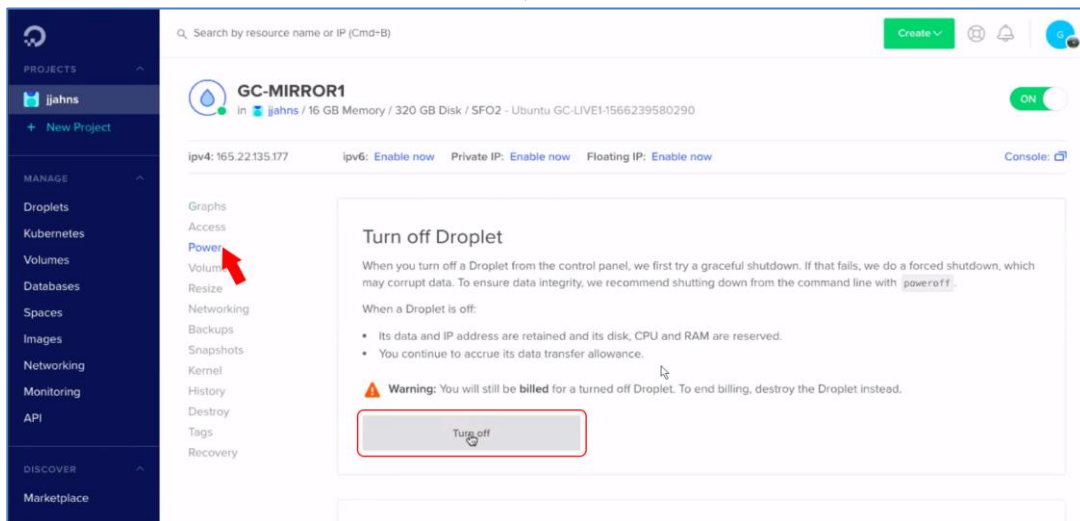 Search by resource name or IP (Cmd+B)
Create
G
PROJECTS
jjahns
+ New Project
MANAGE
Droplets
Kubernetes
Volumes
Databases
Spaces
Images
Networking
Monitoring
API
DISCOVER
Marketplace
GC-MIRROR1
in jjahns / 16 GB Memory / 320 GB Disk / SFO2 - Ubuntu GC-LIVE1-1566239580290
ON
ipv4: 165.22.135.177 ipv6: Enable now Private IP: Enable now Floating IP: Enable now Console:
Graphs
Access
Power
Volum
Resize
Networking
Backups
Snapshots
Kernel
History
Destroy
Tags
Recovery
Turn off Droplet
When you turn off a Droplet from the control panel, we first try a graceful shutdown. If that fails, we do a forced shutdown, which
may corrupt data. To ensure data integrity, we recommend shutting down from the command line with poweroff.
When a Droplet is off:
• Its data and IP address are retained and its disk, CPU and RAM are reserved.
• You continue to accrue its data transfer allowance.
Warning: You will still be billed for a turned off Droplet. To end billing, destroy the Droplet instead.
Turn off